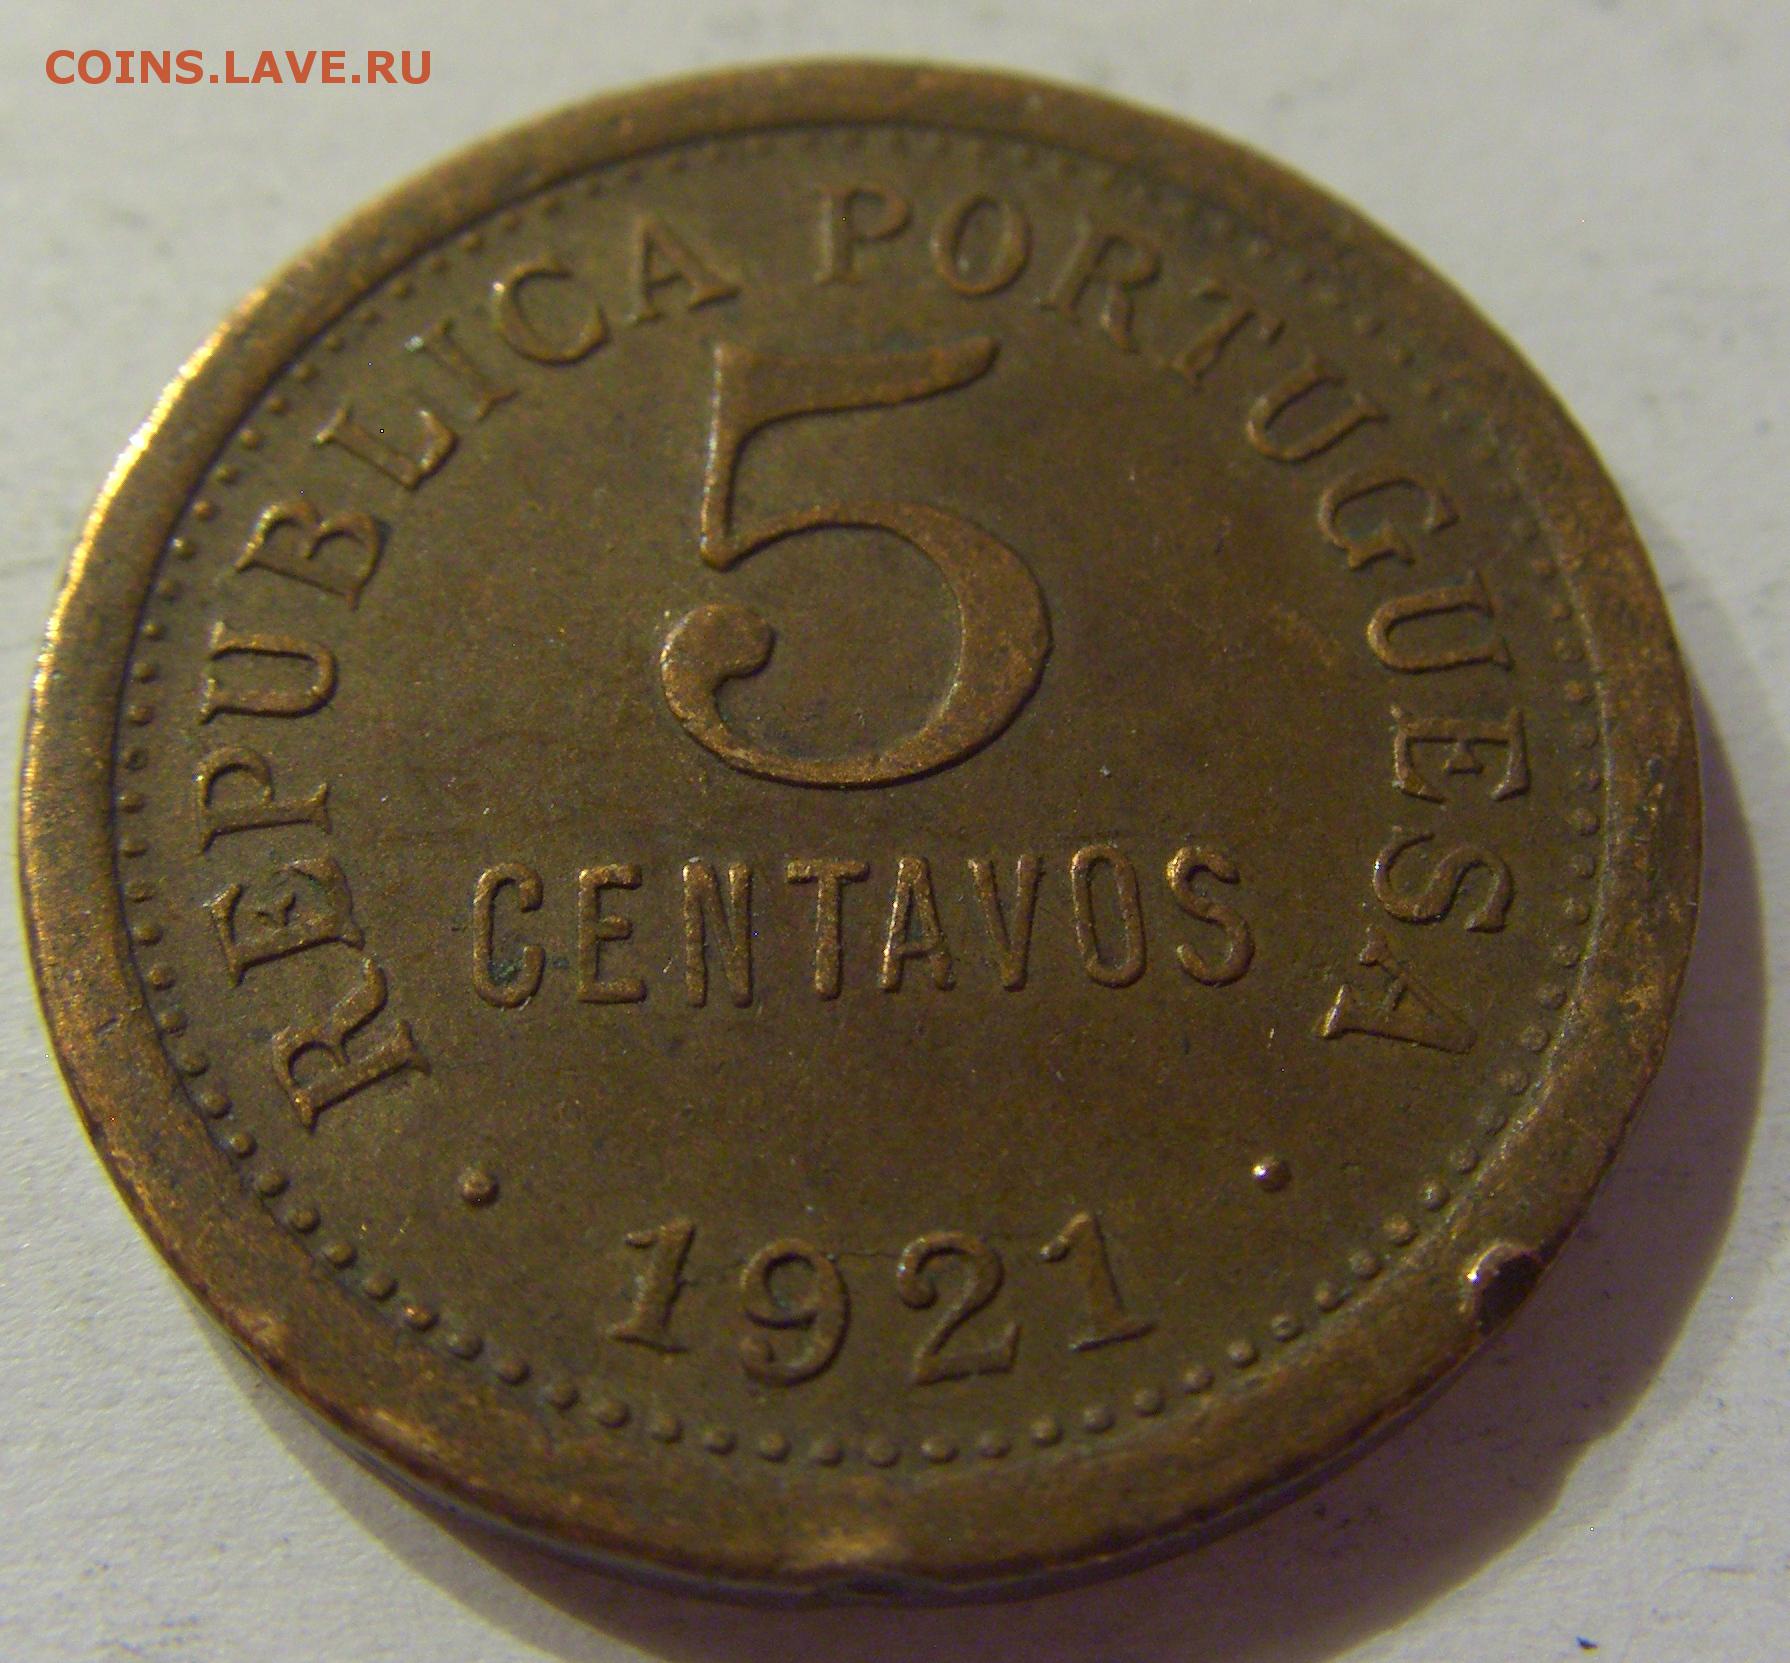 COINS.LAVE.RU
REPUBLICA PORTUGUESA
5
CENTAVOS
· 1921 ·